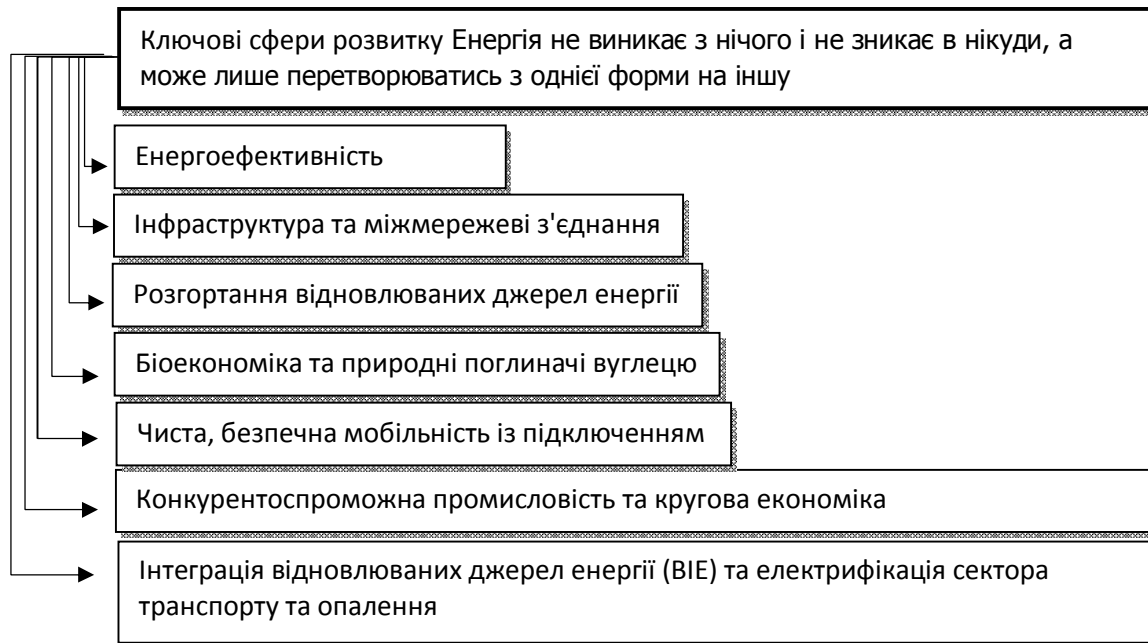 Ключові сфери розвитку Енергія не виникає з нічого і не зникає в нікуди, а
може лише перетворюватись з однієї форми на іншу
Енергоефективність
Інфраструктура та міжмережеві з'єднання
Розгортання відновлюваних джерел енергії
Біоекономіка та природні поглиначі вуглецю
Чиста, безпечна мобільність із підключенням
Конкурентоспроможна промисловість та кругова економіка
Інтеграція відновлюваних джерел енергії (ВІЕ) та електрифікація сектора
транспорту та опалення